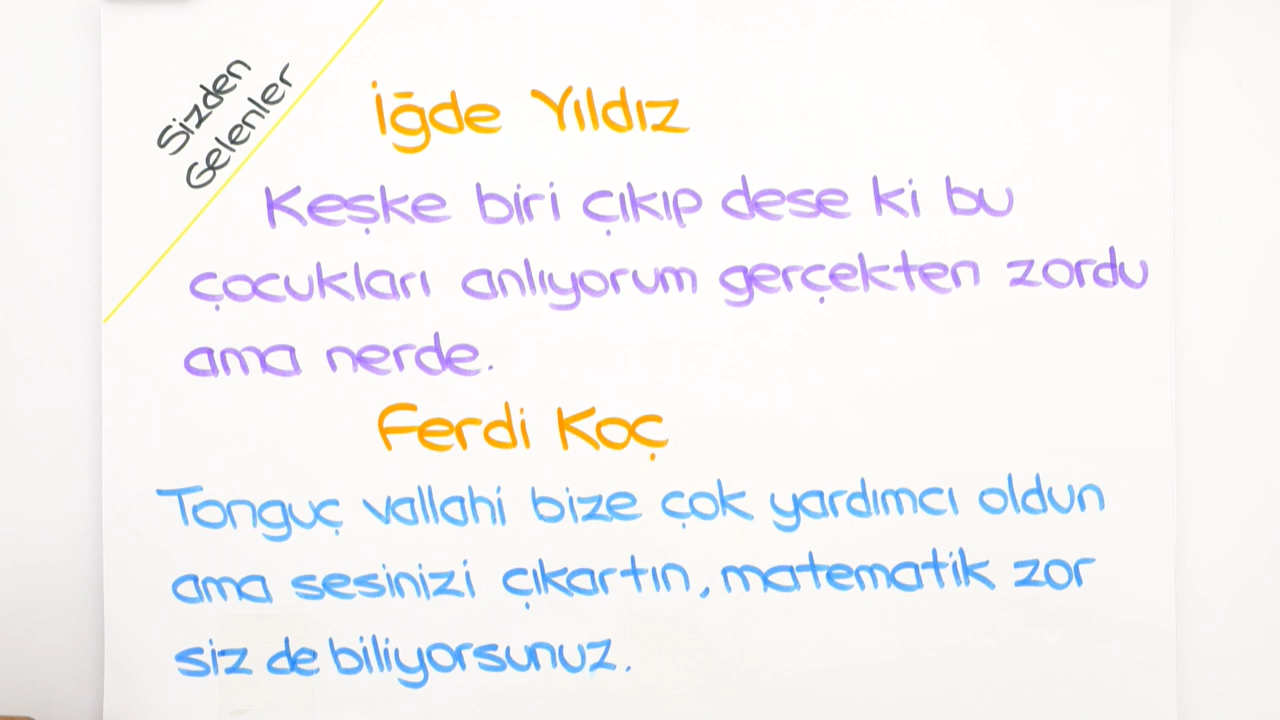 Sizden
Gelenler
İğde Yıldız
Keşke biri çıkıp dese ki bu
çocukları anlıyorum gerçekten zordu
ama nerde.
Ferdi Koç
Tonguç vallahi bize çok yardımcı oldun
ama sesinizi çıkartın, matematik zor
siz de biliyorsunuz.